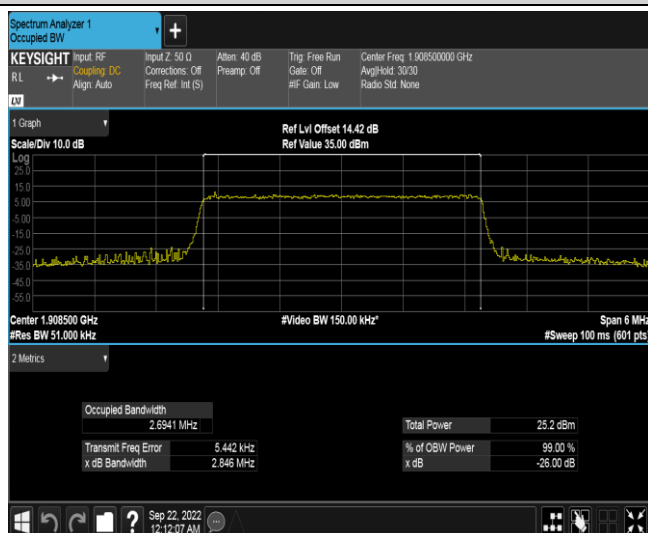 Spectrum Analyzer 1
Occupied BW
+
KEYSIGHT
R L
LXI
Input: RF
Coupling: DC
Align: Auto
Input Z: 50 Ω
Corrections: Off
Freq Ref: Int (S)
Atten: 40 dB
Preamp: Off
Trig: Free Run
Gate: Off
#IF Gain: Low
Center Freq: 1.908500000 GHz
Avg|Hold: 30/30
Radio Std: None
1 Graph
Scale/Div 10.0 dB
Ref Lvl Offset 14.42 dB
Ref Value 35.00 dBm
Log
25.0
15.0
5.00
-5.00
-15.0
-25.0
-35.0
-45.0
-55.0
Center 1.908500 GHz
#Res BW 51.000 kHz
#Video BW 150.00 kHz*
Span 6 MHz
#Sweep 100 ms (601 pts)
2 Metrics
Occupied Bandwidth
2.6941 MHz
Transmit Freq Error 5.442 kHz
x dB Bandwidth 2.846 MHz
Total Power 25.2 dBm
% of OBW Power 99.00 %
x dB -26.00 dB
?
Sep 22, 2022
12:12:07 AM